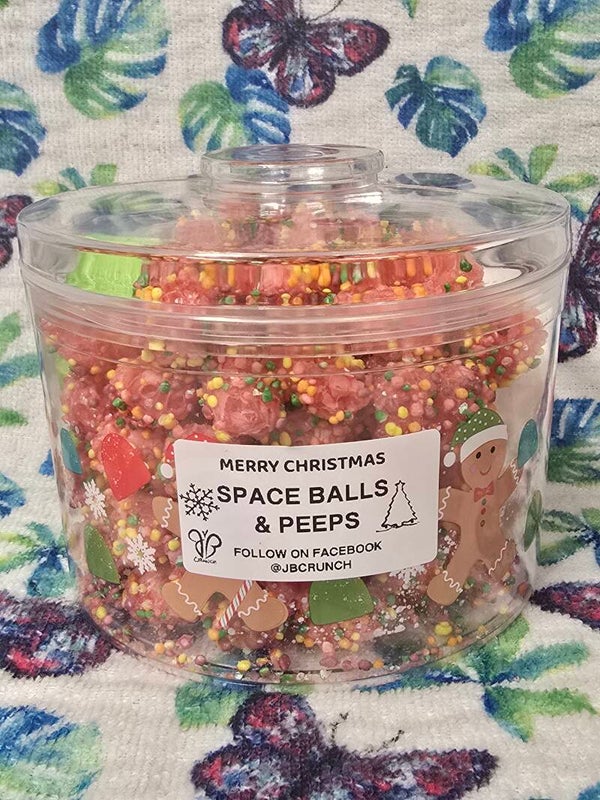 MERRY CHRISTMAS
SPACE BALLS
& PEEPS
FOLLOW ON FACEBOOK
@JBCRUNCH